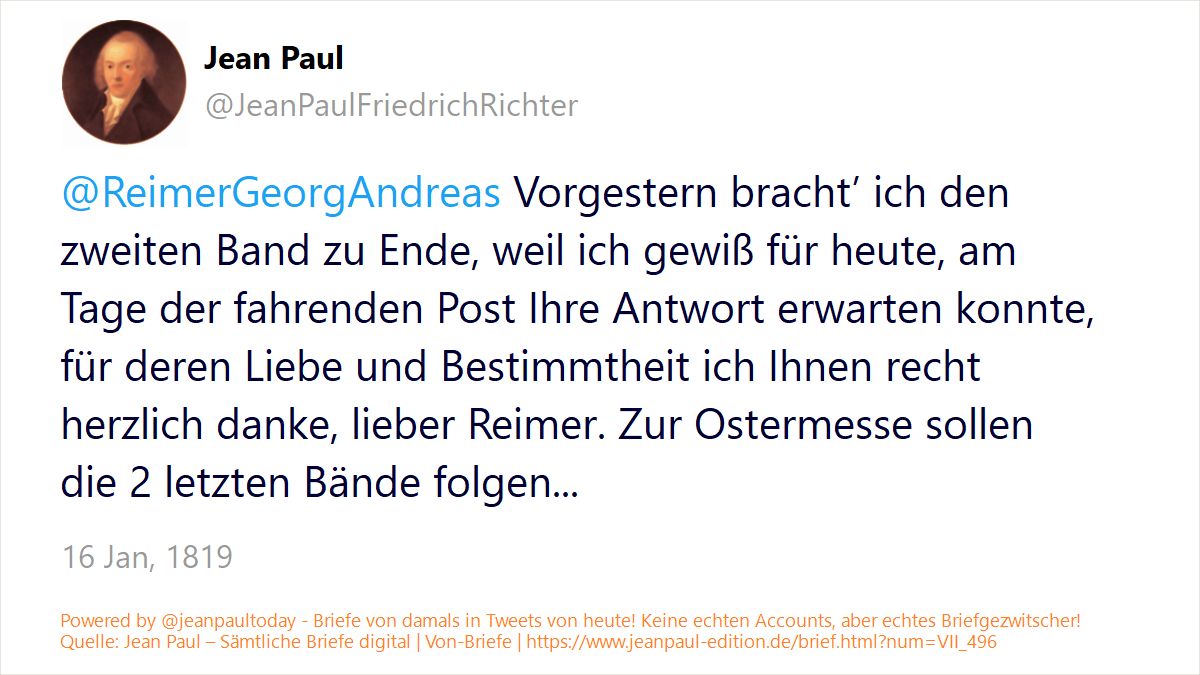 Jean Paul
@JeanPaulFriedrichRichter
@ReimerGeorgAndreas Vorgestern bracht’ ich den
zweiten Band zu Ende, weil ich gewiß für heute, am
Tage der fahrenden Post Ihre Antwort erwarten konnte,
für deren Liebe und Bestimmtheit ich Ihnen recht
herzlich danke, lieber Reimer. Zur Ostermesse sollen
die 2 letzten Bände folgen...
16 Jan, 1819
Powered by @jeanpaultoday - Briefe von damals in Tweets von heute! Keine echten Accounts, aber echtes Briefgezwitscher!
Quelle: Jean Paul – Sämtliche Briefe digital | Von-Briefe | https://www.jeanpaul-edition.de/brief.html?num=VII_496